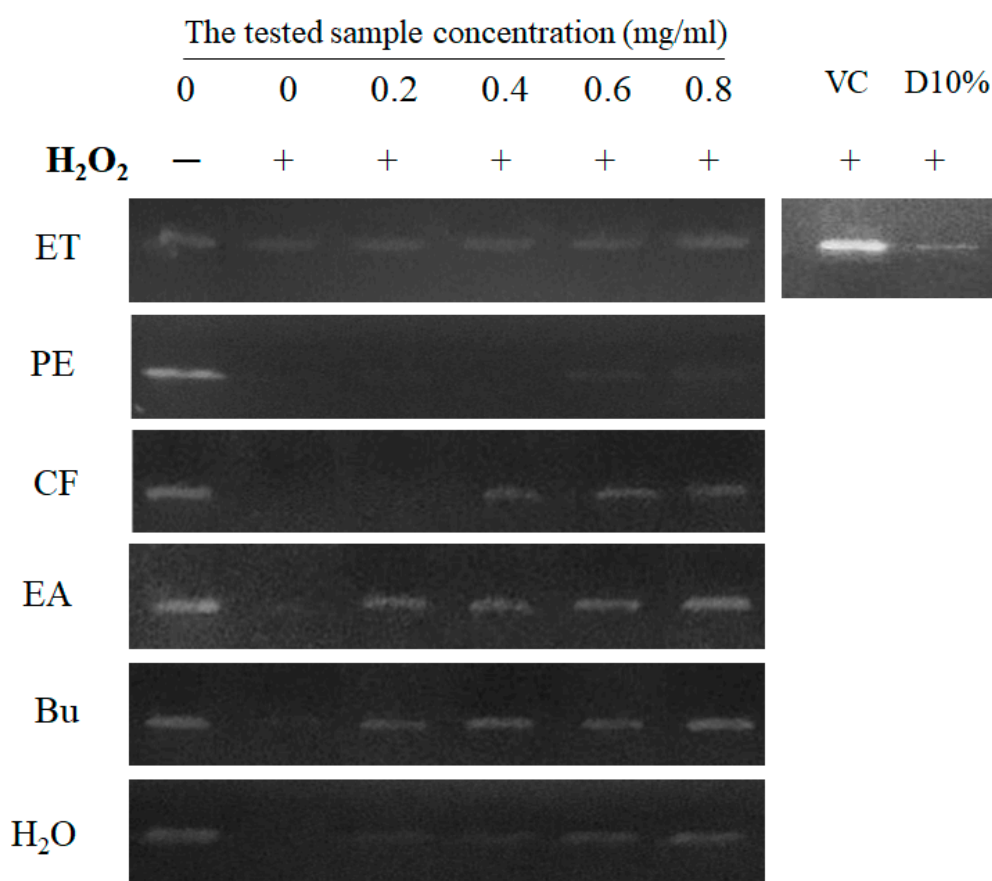 The tested sample concentration (mg/ml)
0 0 0.2 0.4 0.6 0.8 VC D10%
H₂O₂ — + + + + + + +
ET
PE
CF
EA
Bu
H₂O